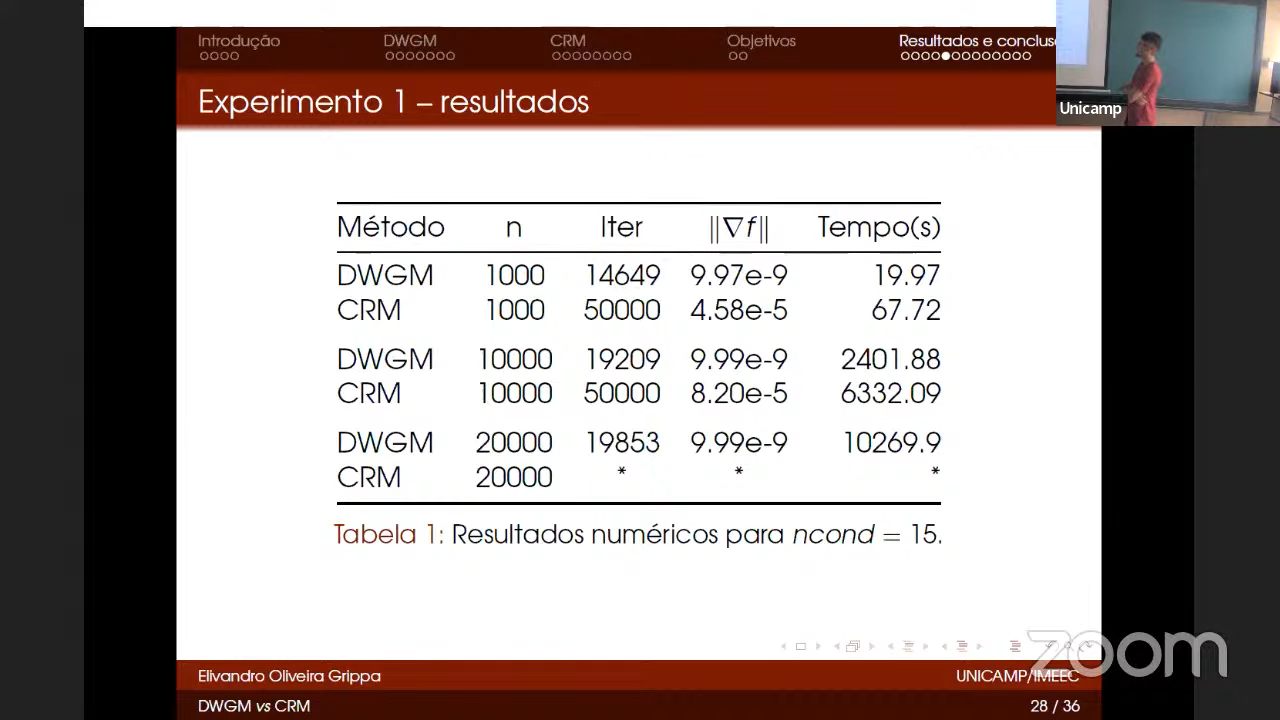 Introdução DWGM CRM Objetivos Resultados e conclusõ
Unicamp
Experimento 1 – resultados
Método n Iter ||∇f|| Tempo(s)
DWGM 1000 14649 9.97e-9 19.97
CRM 1000 50000 4.58e-5 67.72
DWGM 10000 19209 9.99e-9 2401.88
CRM 10000 50000 8.20e-5 6332.09
DWGM 20000 19853 9.99e-9 10269.9
CRM 20000 * * *
Tabela 1: Resultados numéricos para ncond = 15.
zoom
Elivandro Oliveira Grippa UNICAMP/IMEEC
DWGM vs CRM 28 / 36